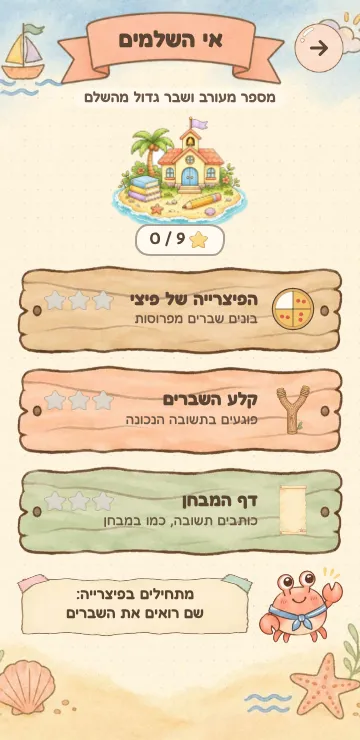 אי השלמים
מספר מעורב ושבר גדול מהשלם
0 / 9
הפיצרייה של פיצי
בונים שברים מפרוסות
קלע השברים
פוגעים בתשובה הנכונה
דף המבחן
כותבים תשובה, כמו במבחן
מתחילים בפיצרייה:
שם רואים את השברים